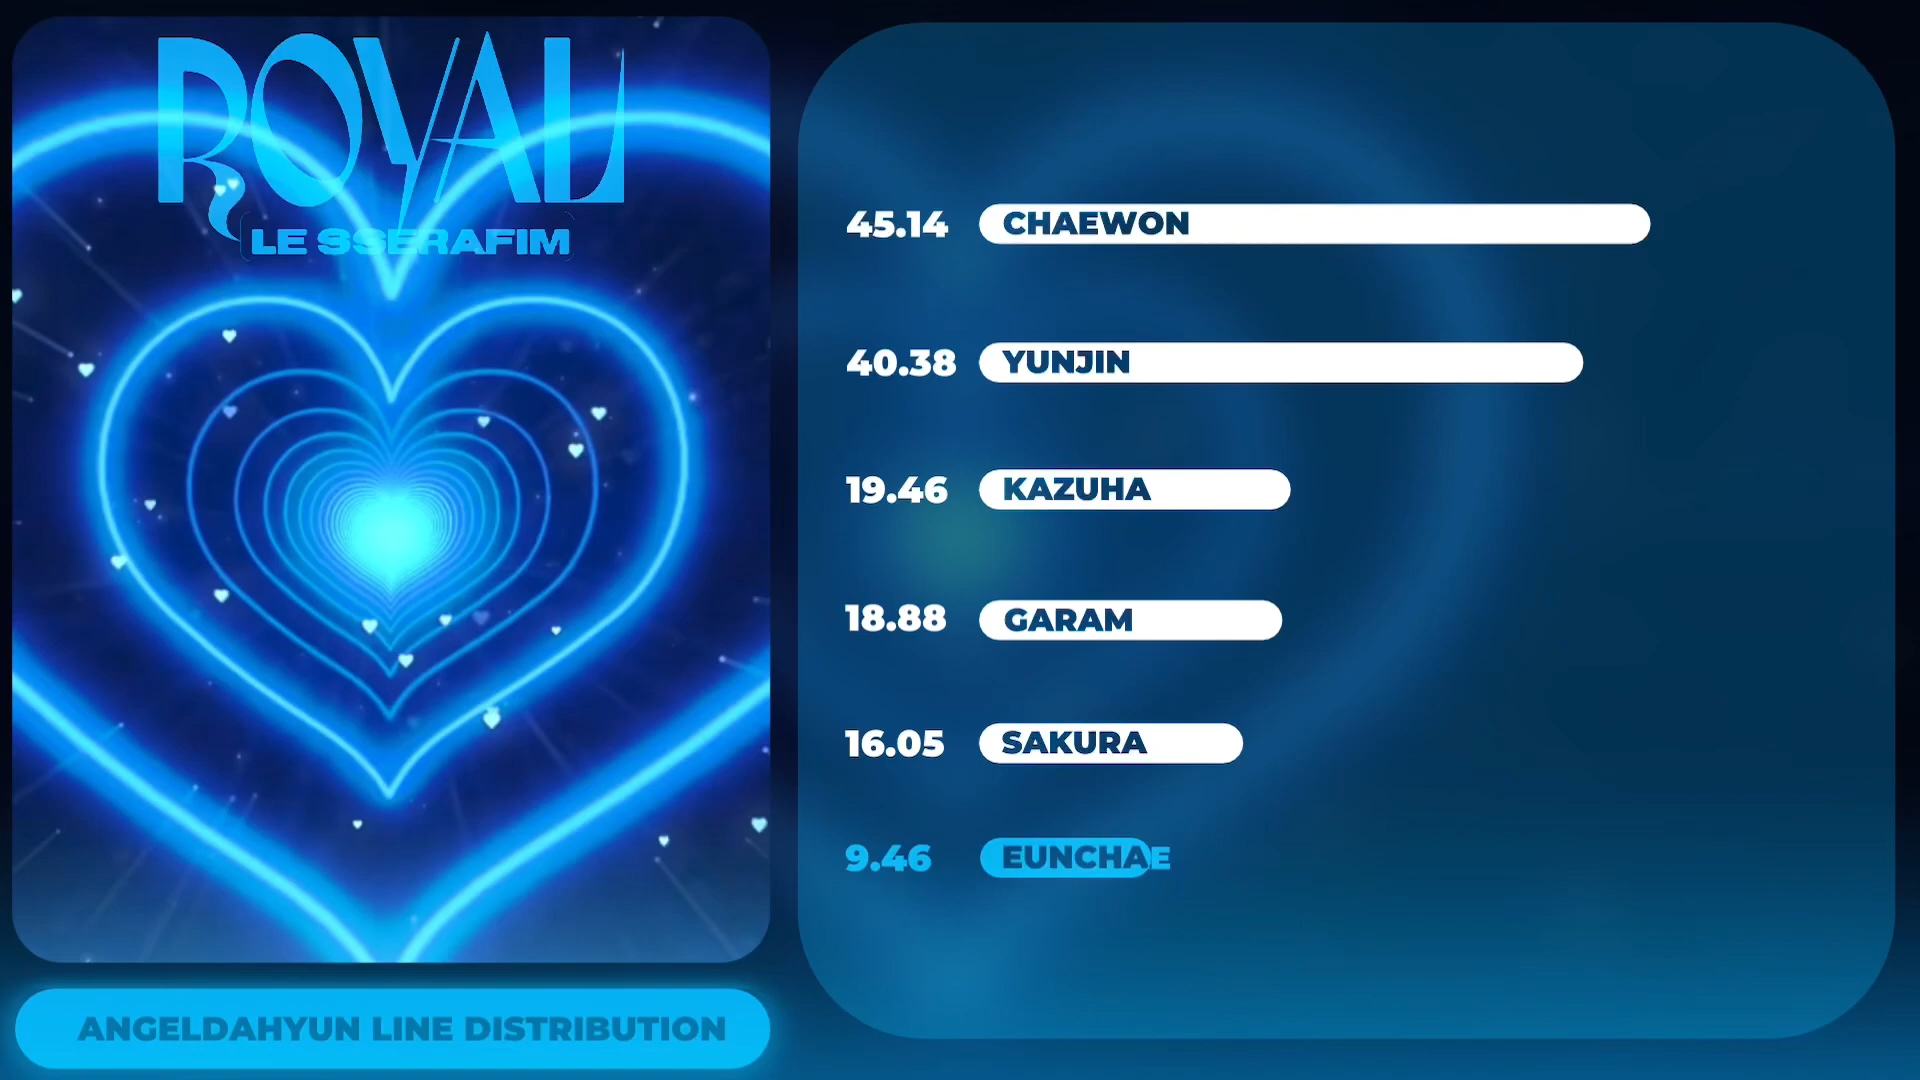 ROYAL
LE SSERAFIM
45.14 CHAEWON
40.38 YUNJIN
19.46 KAZUHA
18.88 GARAM
16.05 SAKURA
9.46 EUNCHAE
ANGELDAHYUN LINE DISTRIBUTION